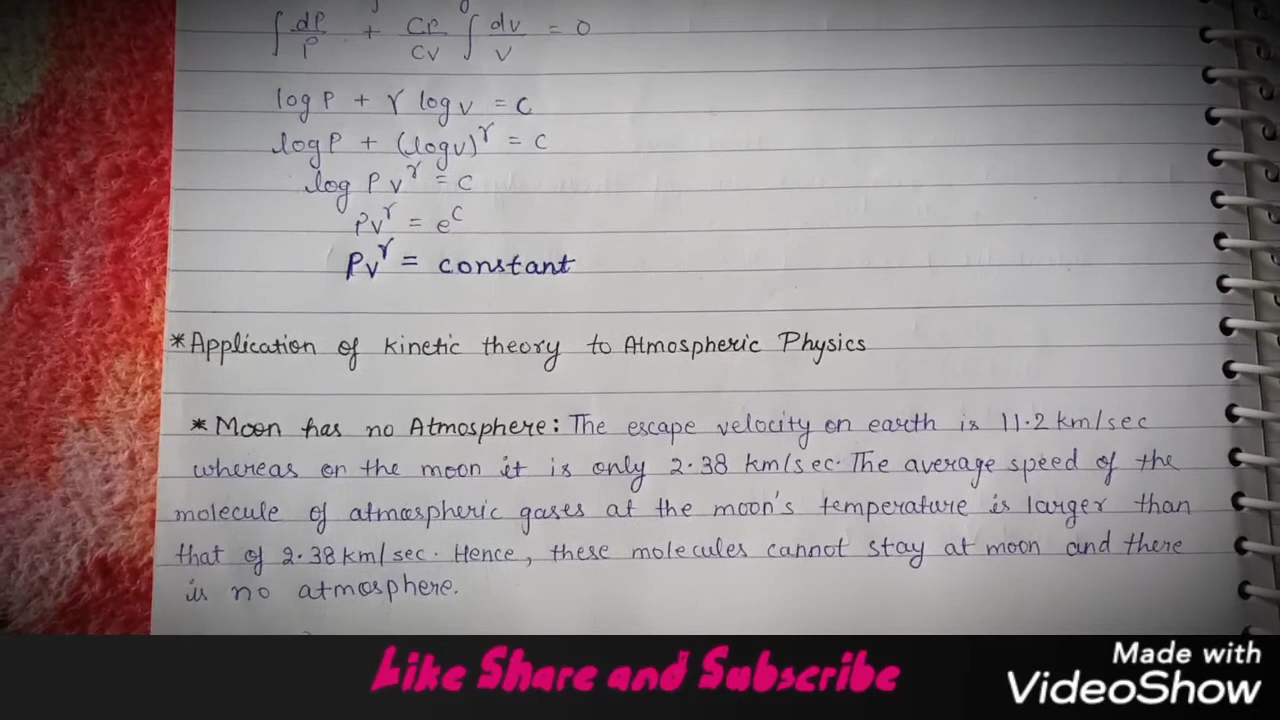 ∫ dP/P + CP/CV ∫ dv/v = 0
log P + γ log v = C
log P + (log v)^γ = C
log P v^γ = C
Pv^γ = e^C
Pv^γ = constant
*Application of kinetic theory to Atmospheric Physics
* Moon has no Atmosphere: The escape velocity on earth is 11.2 km/sec
whereas on the moon it is only 2.38 km/sec. The average speed of the
molecule of atmospheric gases at the moon's temperature is larger than
that of 2.38 km/sec. Hence, these molecules cannot stay at moon and there
is no atmosphere.
Like Share and Subscribe
Made with
VideoShow